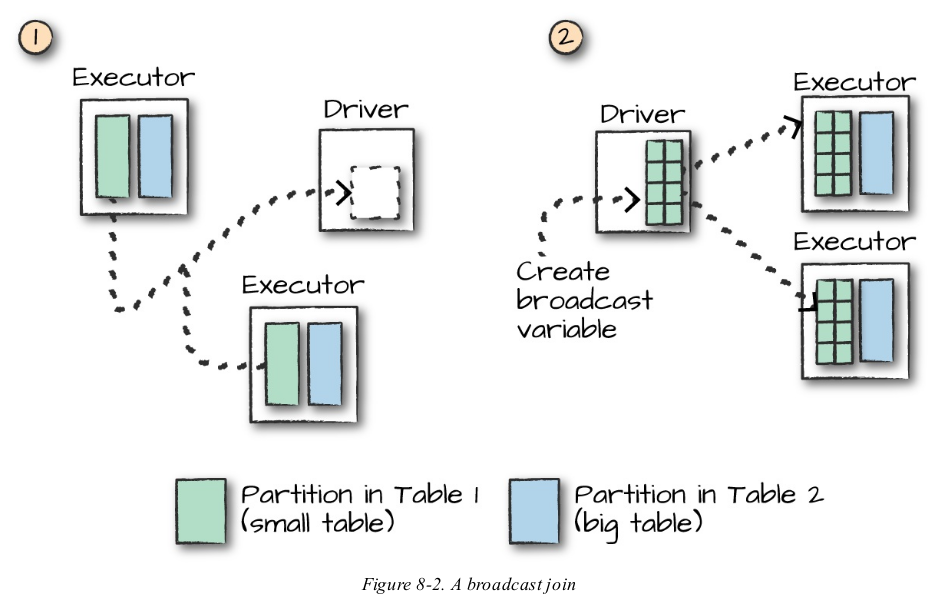 1
2
Executor
Driver
Executor
Driver
Executor
Executor
Create
broadcast
variable
Partition in Table 1
(small table)
Partition in Table 2
(big table)
Figure 8-2. A broadcast join